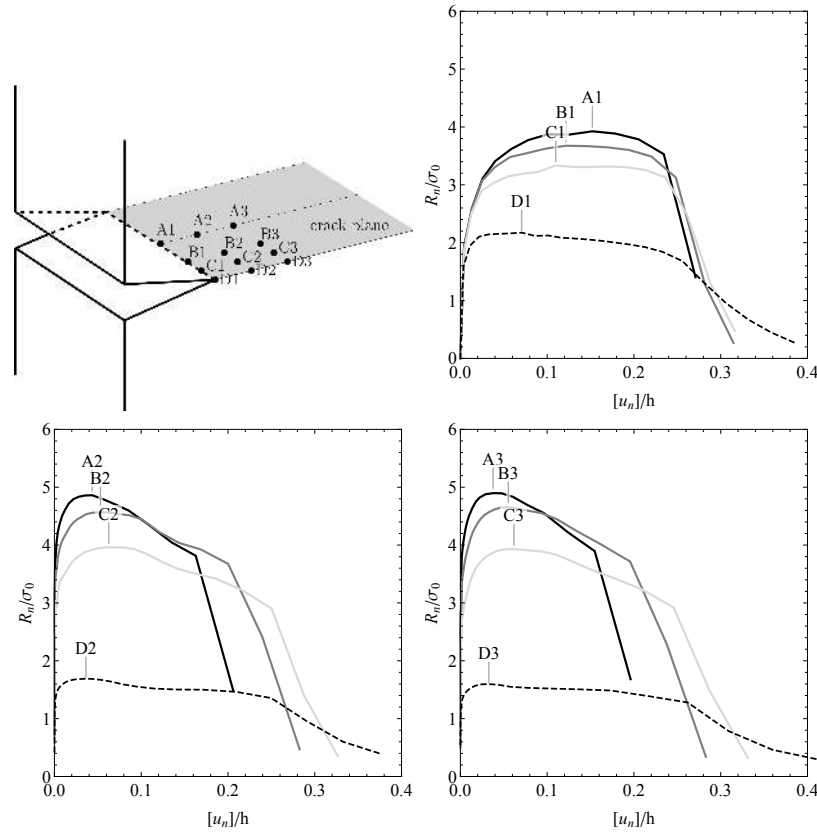 A1
A2
A3
B1
B2
B3
C1
C2
C3
D1
D2
D3
crack plane
6
5
4
3
2
1
0
R_n/σ_0
A1
B1
C1
D1
0.0 0.1 0.2 0.3 0.4
[u_n]/h
6
5
4
3
2
1
0
R_n/σ_0
A2
B2
C2
D2
0.0 0.1 0.2 0.3 0.4
[u_n]/h
6
5
4
3
2
1
0
R_n/σ_0
A3
B3
C3
D3
0.0 0.1 0.2 0.3 0.4
[u_n]/h